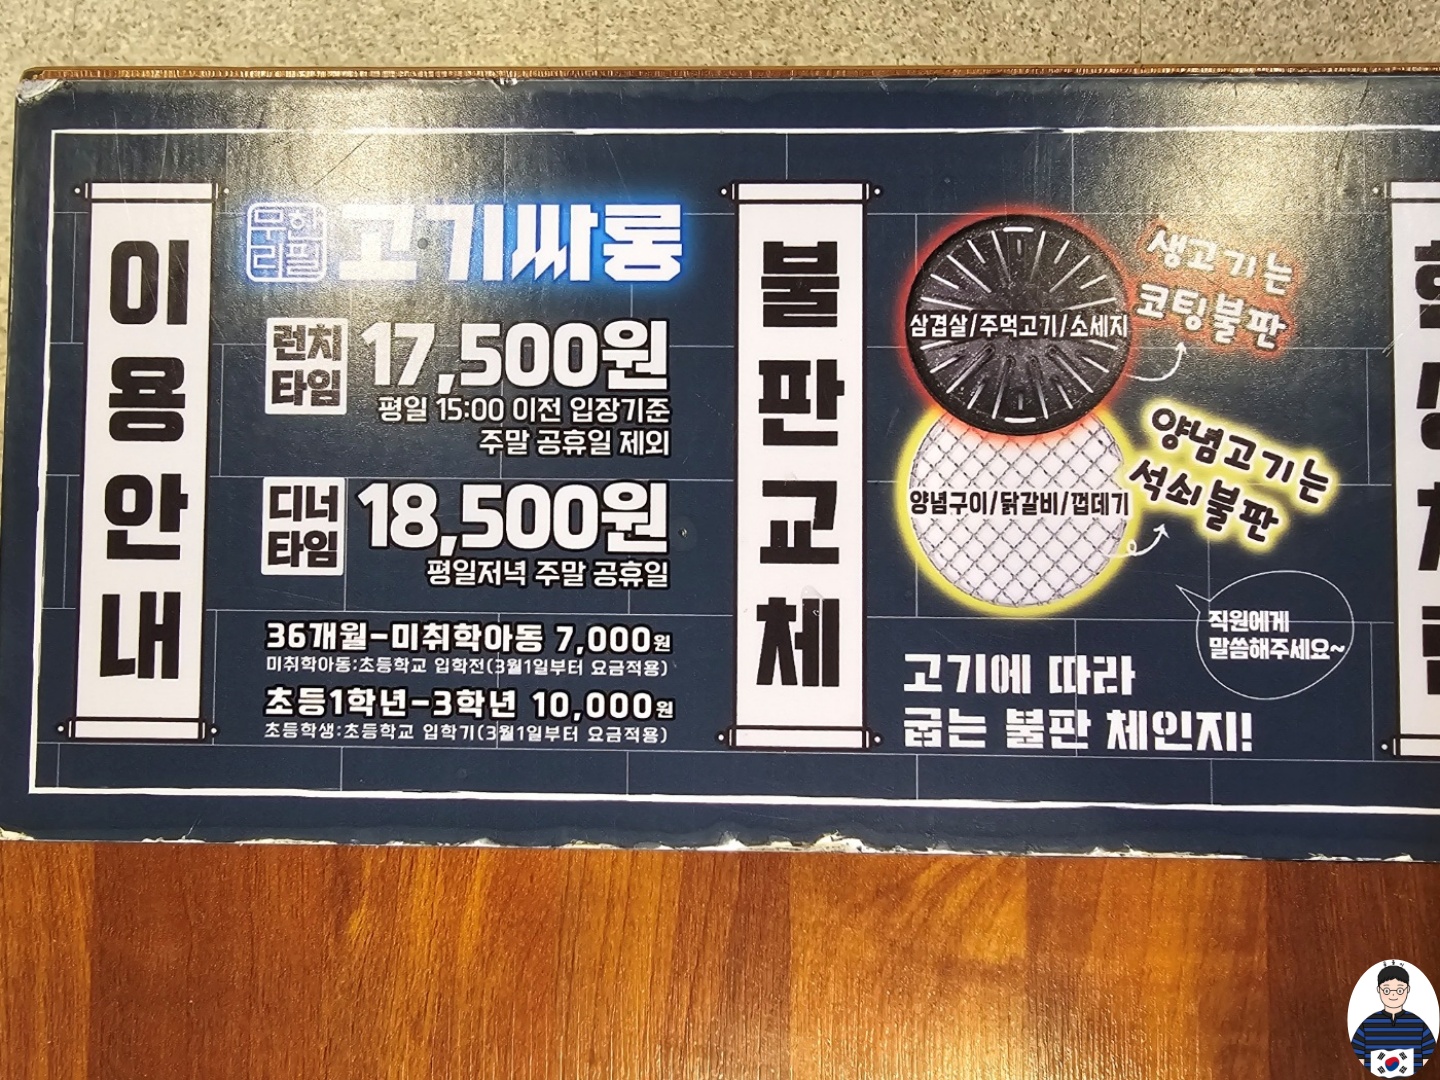 이용안내
무한
리필
고기싸롱
런치
타임
17,500원
평일 15:00 이전 입장기준
주말 공휴일 제외
디너
타임
18,500원
평일저녁 주말 공휴일
36개월-미취학아동 7,000원
미취학아동:초등학교 입학전(3월1일부터 요금적용)
초등1학년-3학년 10,000원
초등학생:초등학교 입학기(3월1일부터 요금적용)
불판교체
삼겹살/주먹고기/소세지
생고기는
코팅불판
양념구이/닭갈비/껍데기
양념고기는
석쇠불판
직원에게
말씀해주세요~
고기에 따라
굽는 불판 체인지!